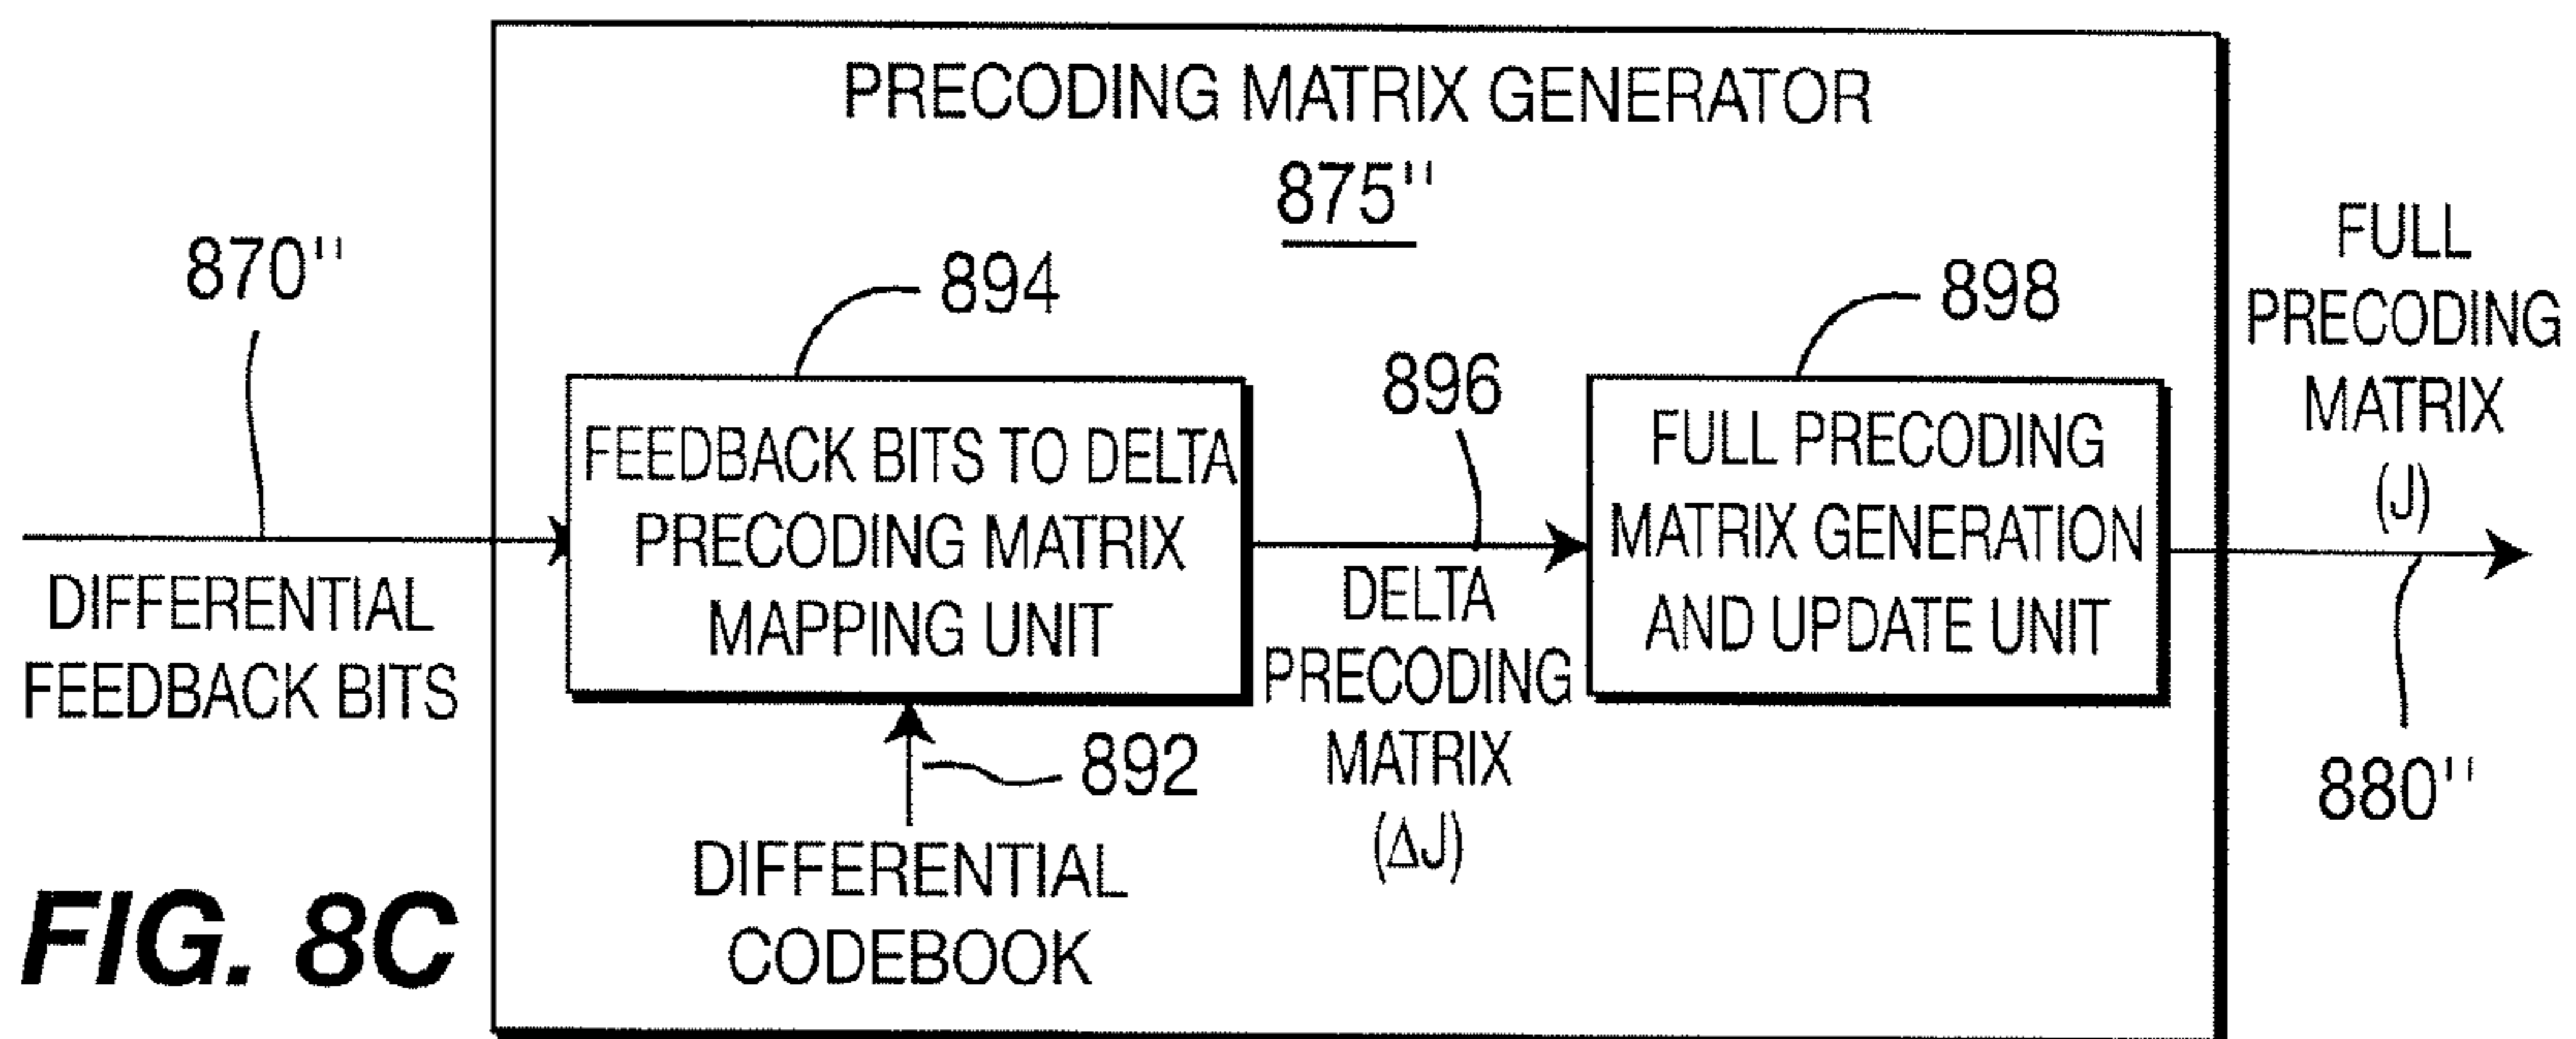 PRECODING MATRIX GENERATOR
875"
870"
DIFFERENTIAL
FEEDBACK BITS
894
FEEDBACK BITS TO DELTA
PRECODING MATRIX
MAPPING UNIT
892
DIFFERENTIAL
CODEBOOK
896
DELTA
PRECODING
MATRIX
(ΔJ)
898
FULL PRECODING
MATRIX GENERATION
AND UPDATE UNIT
FULL
PRECODING
MATRIX
(J)
880"
FIG. 8C